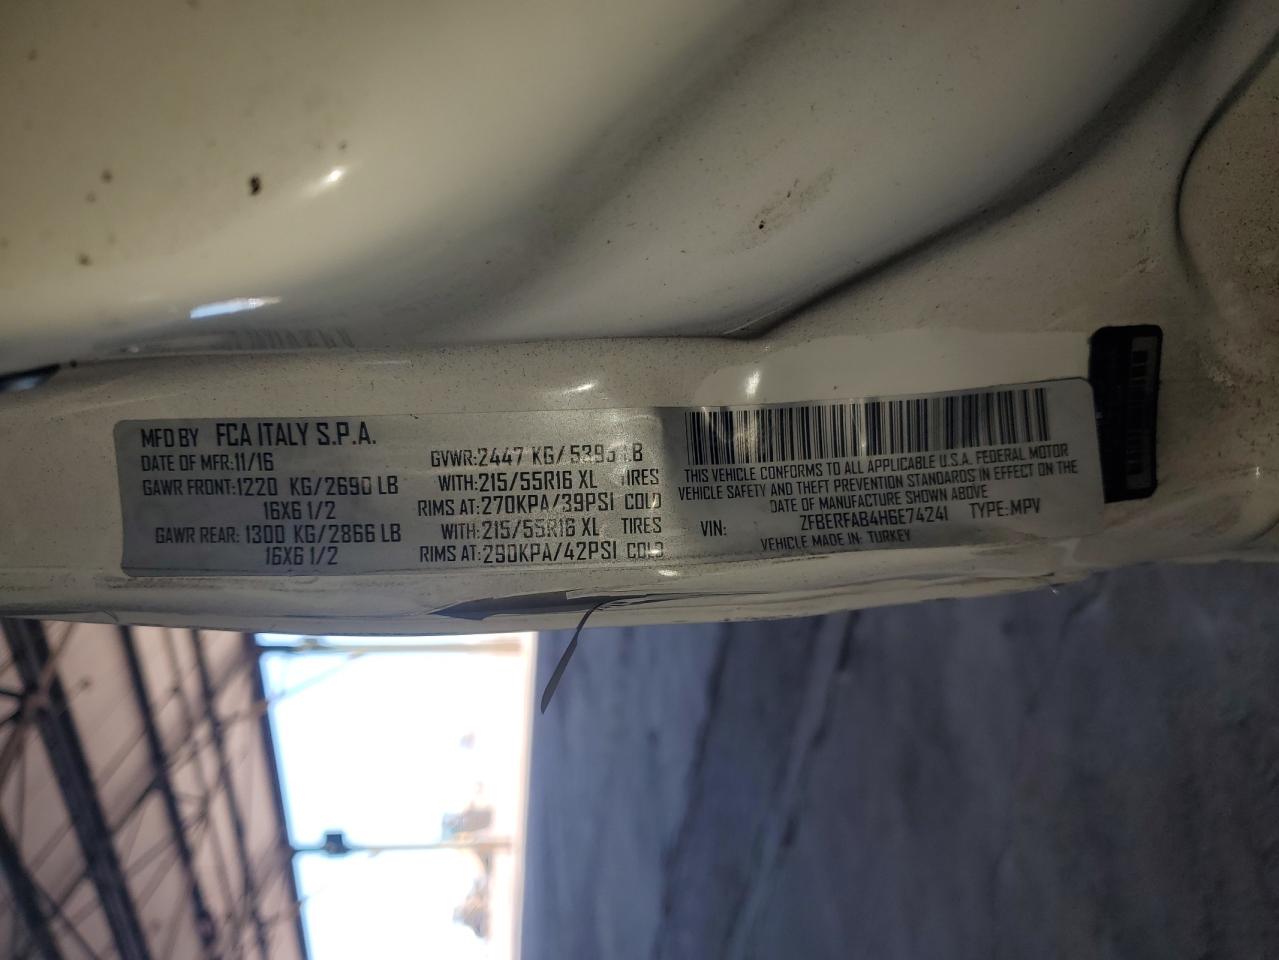 MFD BY FCA ITALY S.P.A.
DATE OF MFR:11/16
GAWR FRONT:1220 KG/2690 LB
16X6 1/2
GAWR REAR: 1300 KG/2866 LB
16X6 1/2
GVWR:2447 KG/
WITH:215/55R16 XL TIRES
RIMS AT:270KPA/39PSI COLD
WITH:215/55R16 XL TIRES
RIMS AT:290KPA/42PSI COLD
THIS VEHICLE CONFORMS TO ALL APPLICABLE U.S.A. FEDERAL MOTOR
VEHICLE SAFETY AND THEFT PREVENTION STANDARDS IN EFFECT ON THE
DATE OF MANUFACTURE SHOWN ABOVE
VIN: ZFBERFAB4H6E74241 TYPE:MPV
VEHICLE MADE IN: TURKEY